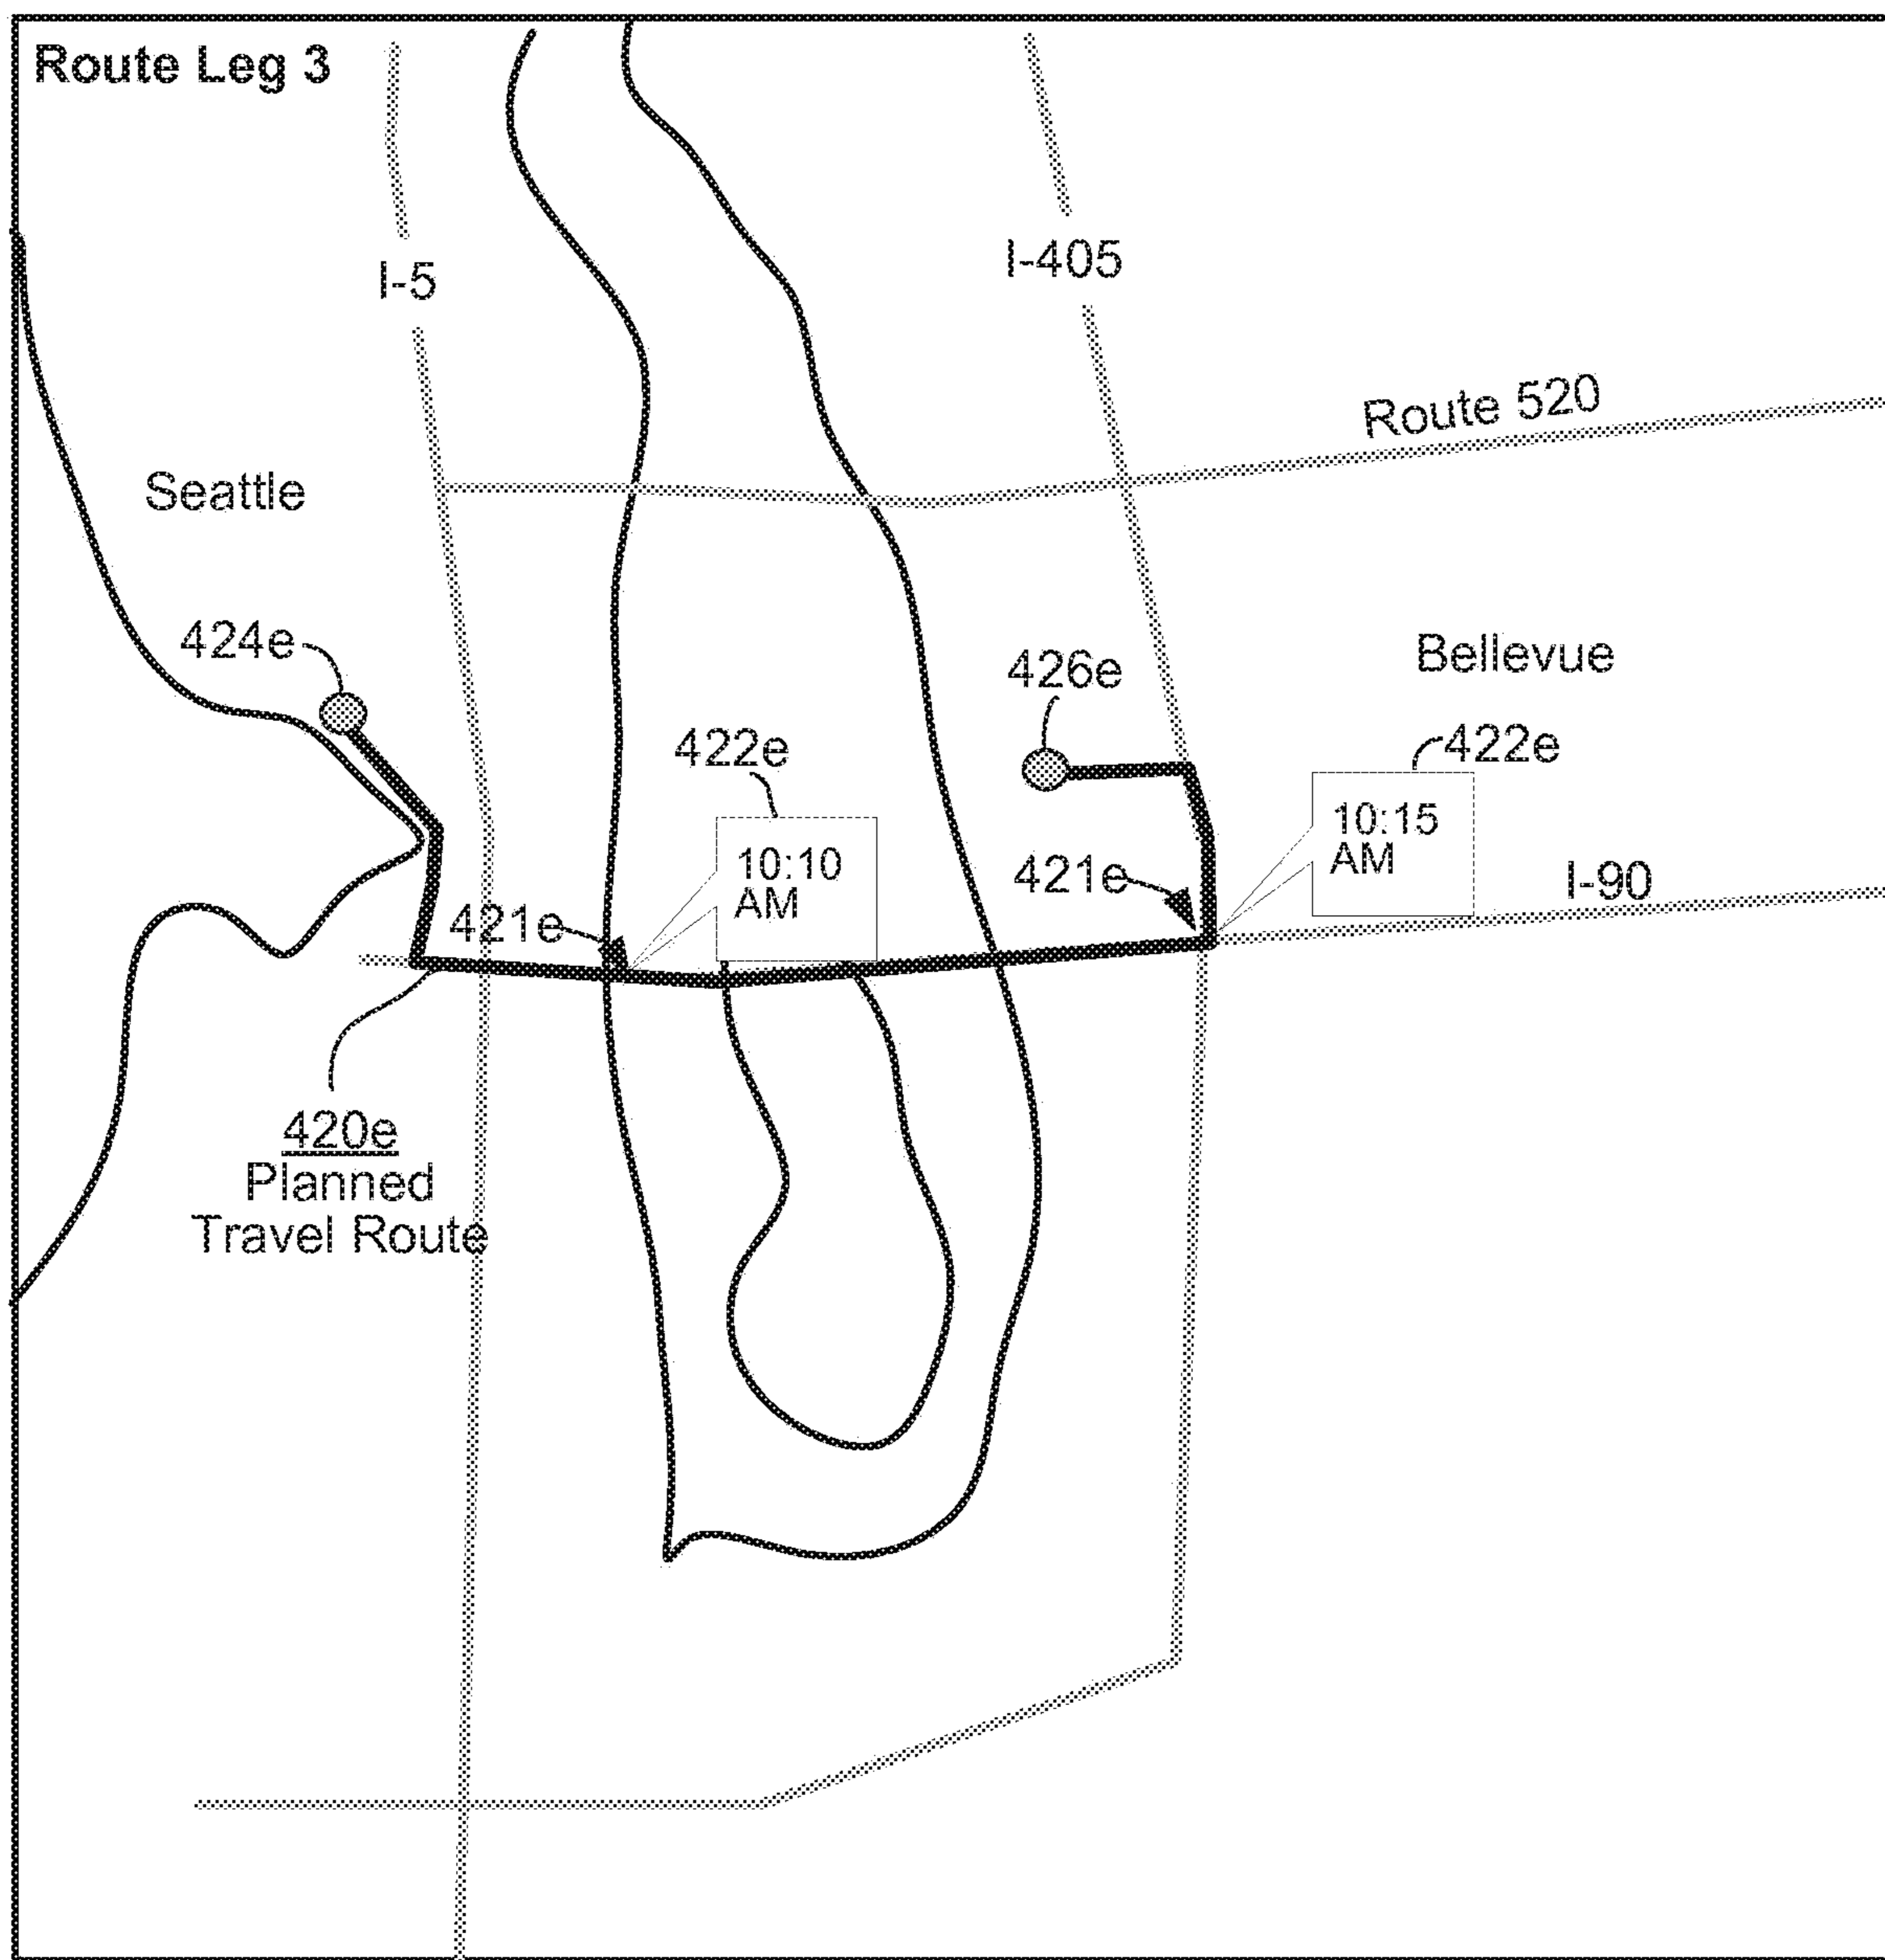 Route Leg 3
I-5
I-405
Route 520
Seattle
424e
426e
Bellevue
422e
422e
10:10
AM
10:15
AM
421e
421e
I-90
420e
Planned
Travel Route